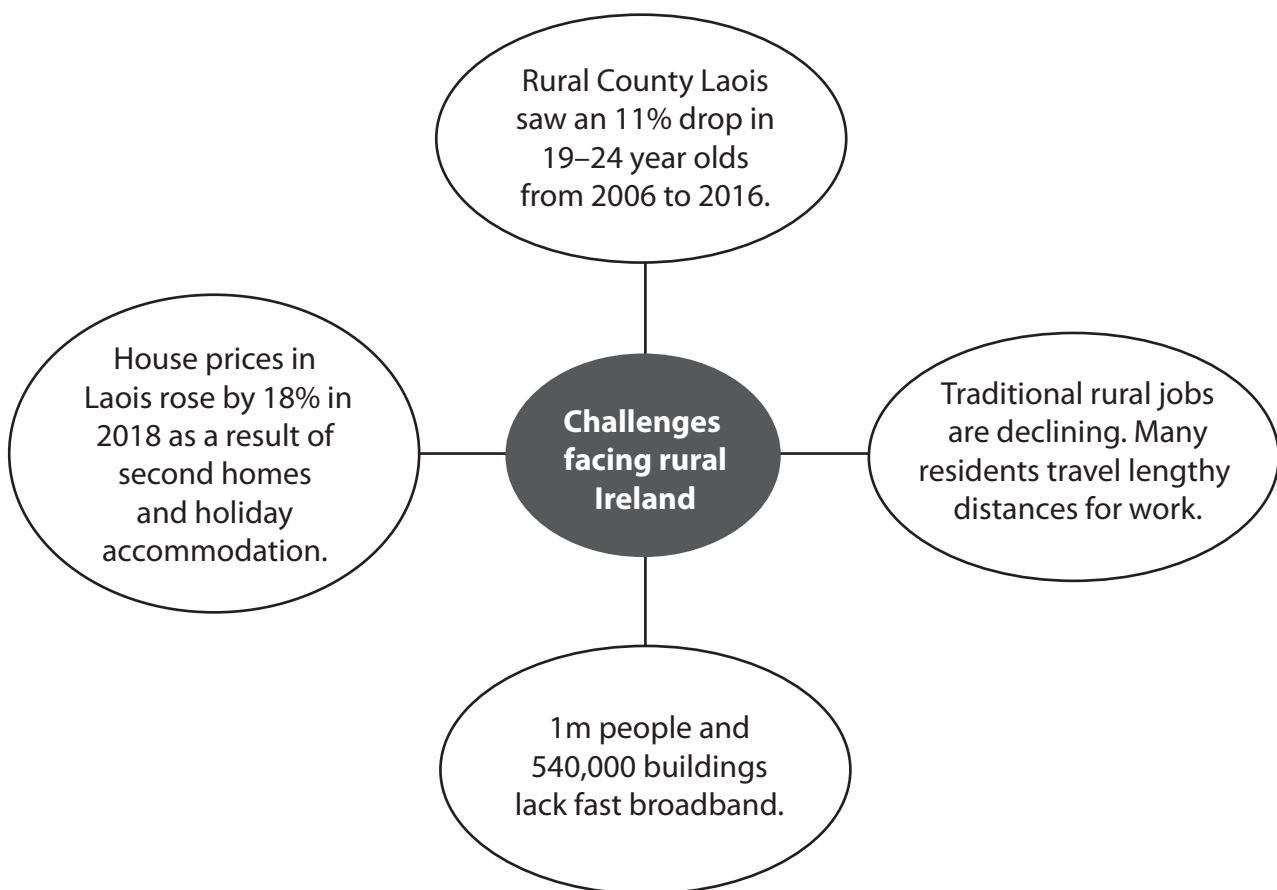 Rural County Laois
saw an 11% drop in
19–24 year olds
from 2006 to 2016.
House prices in
Laois rose by 18% in
2018 as a result of
second homes
and holiday
accommodation.
Challenges
facing rural
Ireland
Traditional rural jobs
are declining. Many
residents travel lengthy
distances for work.
1m people and
540,000 buildings
lack fast broadband.